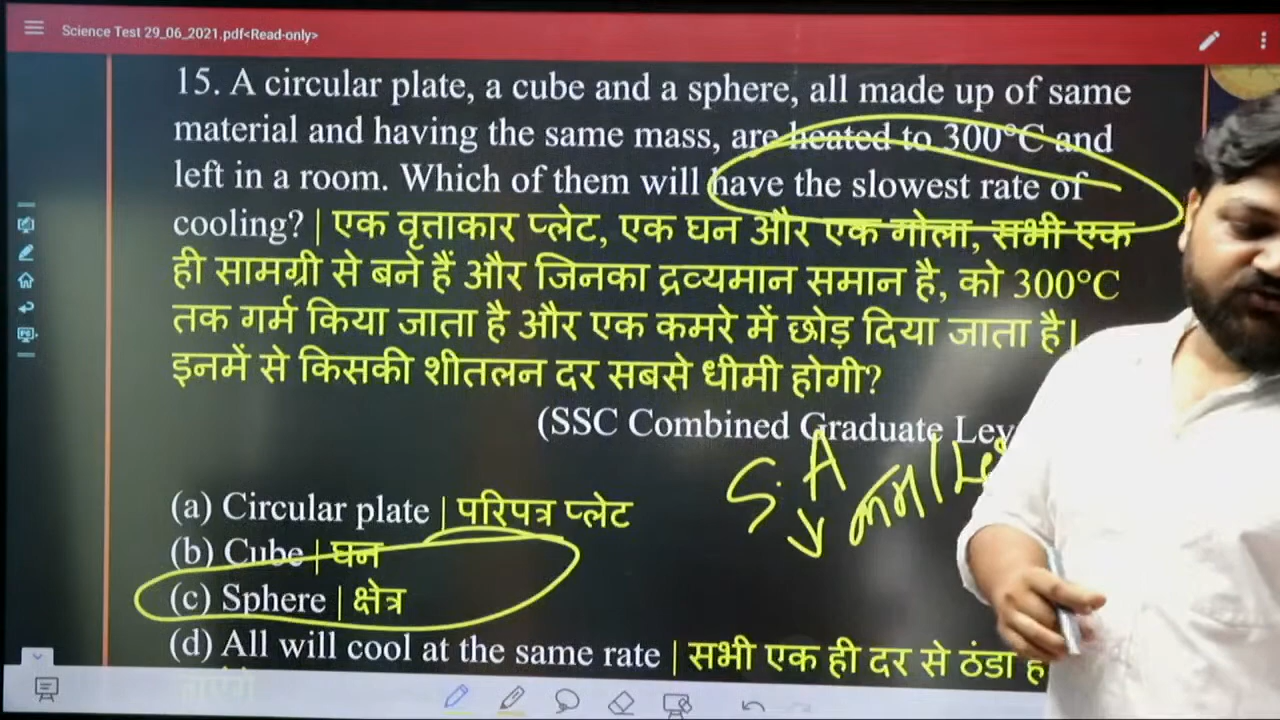 Science Test 29_06_2021.pdf<Read-only>
15. A circular plate, a cube and a sphere, all made up of same
material and having the same mass, are heated to 300°C and
left in a room. Which of them will have the slowest rate of
cooling? | एक वृत्ताकार प्लेट, एक घन और एक गोला, सभी एक
ही सामग्री से बने हैं और जिनका द्रव्यमान समान है, को 300°C
तक गर्म किया जाता है और एक कमरे में छोड़ दिया जाता है।
इनमें से किसकी शीतलन दर सबसे धीमी होगी?
(SSC Combined Graduate Lev
S.A
कम
(a) Circular plate | परिपत्र प्लेट
(b) Cube | घन
(c) Sphere | क्षेत्र
(d) All will cool at the same rate | सभी एक ही दर से ठंडा